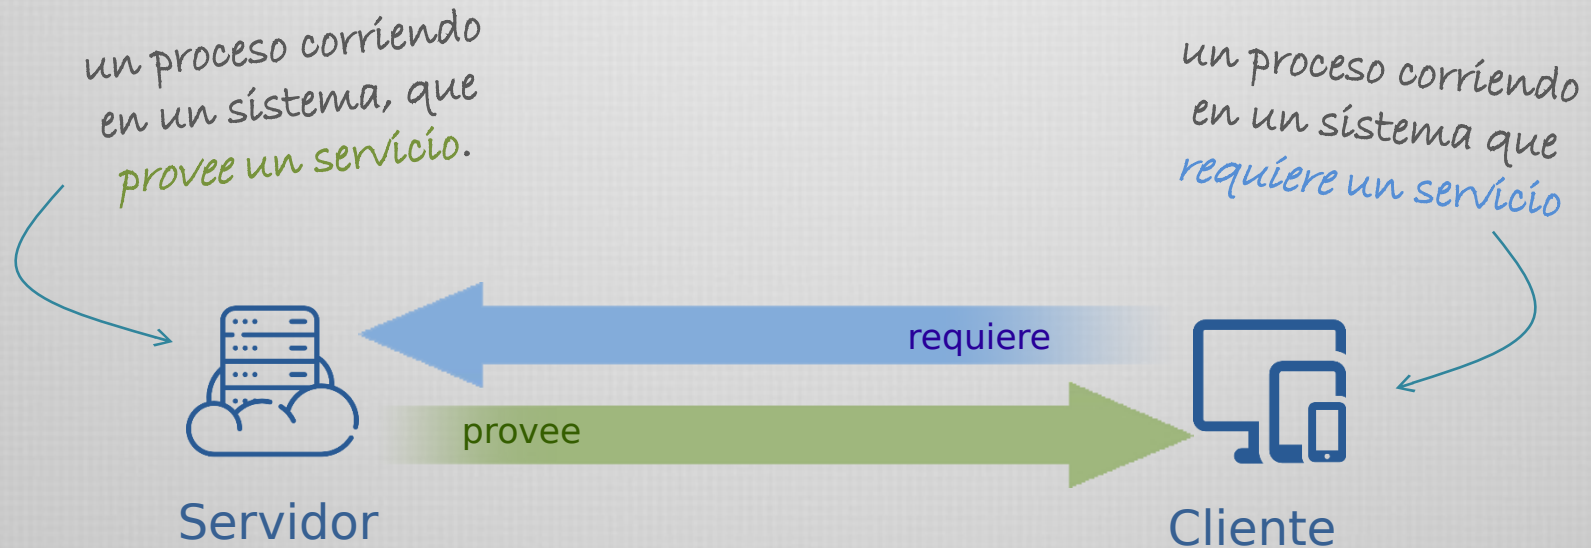 un proceso corriendo
en un sistema, que
provee un servicio.
un proceso corriendo
en un sistema que
requiere un servicio
requiere
provee
Servidor
Cliente